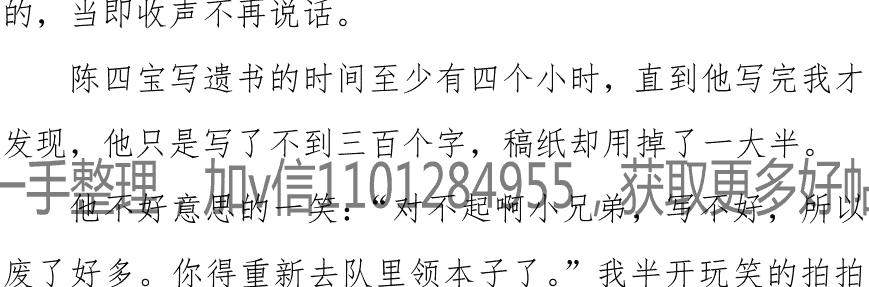 的，当即收声不再说话。
陈四宝写遗书的时间至少有四个小时，直到他写完我才
发现，他只是写了不到三百个字，稿纸却用掉了一大半。
一手整理，加v信1101284955，获取更多好帖
他不好意思的一笑：“对不起啊小兄弟，写不好，所以
废了好多。你得重新去队里领本子了。”我半开玩笑的拍拍